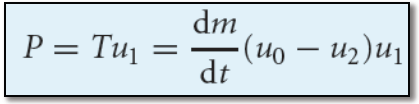 P = Tu₁ = dm/dt (u₀ − u₂)u₁